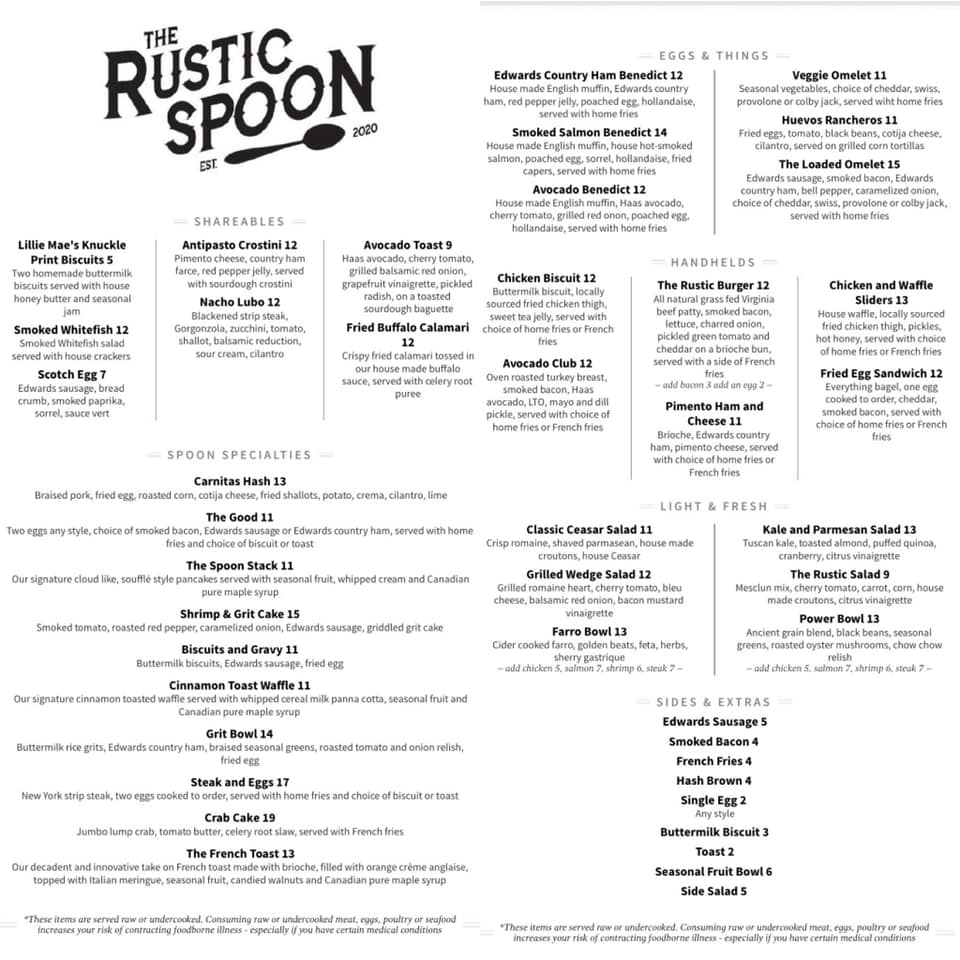 THE
RUSTIC
SPOON
EST.
2020
SHAREABLES
Lillie Mae's Knuckle
Print Biscuits 5
Two homemade buttermilk
biscuits served with house
honey butter and seasonal
jam
Smoked Whitefish 12
Smoked Whitefish salad
served with house crackers
Scotch Egg 7
Edwards sausage, bread
crumb, smoked paprika,
sorrel, sauce vert
Antipasto Crostini 12
Pimento cheese, country ham
farce, red pepper jelly, served
with sourdough crostini
Nacho Lubo 12
Blackened strip steak,
Gorgonzola, zucchini, tomato,
shallot, balsamic reduction,
sour cream, cilantro
Avocado Toast 9
Haas avocado, cherry tomato,
grilled balsamic red onion,
grapefruit vinaigrette, pickled
radish, on a toasted
sourdough baguette
Fried Buffalo Calamari
12
Crispy fried calamari tossed in
our house made buffalo
sauce, served with celery root
puree
SPOON SPECIALTIES
Carnitas Hash 13
Braised pork, fried egg, roasted corn, cotija cheese, fried shallots, potato, crema, cilantro, lime
The Good 11
Two eggs any style, choice of smoked bacon, Edwards sausage or Edwards country ham, served with home
fries and choice of biscuit or toast
The Spoon Stack 11
Our signature cloud like, soufflé style pancakes served with seasonal fruit, whipped cream and Canadian
pure maple syrup
Shrimp & Grit Cake 15
Smoked tomato, roasted red pepper, caramelized onion, Edwards sausage, griddled grit cake
Biscuits and Gravy 11
Buttermilk biscuits, Edwards sausage, fried egg
Cinnamon Toast Waffle 11
Our signature cinnamon toasted waffle served with whipped cereal milk panna cotta, seasonal fruit and
Canadian pure maple syrup
Grit Bowl 14
Buttermilk rice grits, Edwards country ham, braised seasonal greens, roasted tomato and onion relish,
fried egg
Steak and Eggs 17
New York strip steak, two eggs cooked to order, served with home fries and choice of biscuit or toast
Crab Cake 19
Jumbo lump crab, tomato butter, celery root slaw, served with French fries
The French Toast 13
Our decadent and innovative take on French toast made with brioche, filled with orange crème anglaise,
topped with Italian meringue, seasonal fruit, candied walnuts and Canadian pure maple syrup
*These items are served raw or undercooked. Consuming raw or undercooked meat, eggs, poultry or seafood
increases your risk of contracting foodborne illness - especially if you have certain medical conditions
EGGS & THINGS
Edwards Country Ham Benedict 12
House made English muffin, Edwards country
ham, red pepper jelly, poached egg, hollandaise,
served with home fries
Smoked Salmon Benedict 14
House made English muffin, house hot-smoked
salmon, poached egg, sorrel, hollandaise, fried
capers, served with home fries
Avocado Benedict 12
House made English muffin, Haas avocado,
cherry tomato, grilled red onon, poached egg,
hollandaise, served with home fries
Veggie Omelet 11
Seasonal vegetables, choice of cheddar, swiss,
provolone or colby jack, served wiht home fries
Huevos Rancheros 11
Fried eggs, tomato, black beans, cotija cheese,
cilantro, served on grilled corn tortillas
The Loaded Omelet 15
Edwards sausage, smoked bacon, Edwards
country ham, bell pepper, caramelized onion,
choice of cheddar, swiss, provolone or colby jack,
served with home fries
HANDHELDS
Chicken Biscuit 12
Buttermilk biscuit, locally
sourced fried chicken thigh,
sweet tea jelly, served with
choice of home fries or French
fries
Avocado Club 12
Oven roasted turkey breast,
smoked bacon, Haas
avocado, LTO, mayo and dill
pickle, served with choice of
home fries or French fries
The Rustic Burger 12
All natural grass fed Virginia
beef patty, smoked bacon,
lettuce, charred onion,
pickled green tomato and
cheddar on a brioche bun,
served with a side of French
fries
– add bacon 3 add an egg 2 –
Pimento Ham and
Cheese 11
Brioche, Edwards country
ham, pimento cheese, served
with choice of home fries or
French fries
Chicken and Waffle
Sliders 13
House waffle, locally sourced
fried chicken thigh, pickles,
hot honey, served with choice
of home fries or French fries
Fried Egg Sandwich 12
Everything bagel, one egg
cooked to order, cheddar,
smoked bacon, served with
choice of home fries or French
fries
LIGHT & FRESH
Classic Ceasar Salad 11
Crisp romaine, shaved parmasean, house made
croutons, house Ceasar
Grilled Wedge Salad 12
Grilled romaine heart, cherry tomato, bleu
cheese, balsamic red onion, bacon mustard
vinaigrette
Farro Bowl 13
Cider cooked farro, golden beats, feta, herbs,
sherry gastrique
– add chicken 5, salmon 7, shrimp 6, steak 7 –
Kale and Parmesan Salad 13
Tuscan kale, toasted almond, puffed quinoa,
cranberry, citrus vinaigrette
The Rustic Salad 9
Mesclun mix, cherry tomato, carrot, corn, house
made croutons, citrus vinaigrette
Power Bowl 13
Ancient grain blend, black beans, seasonal
greens, roasted oyster mushrooms, chow chow
relish
– add chicken 5, salmon 7, shrimp 6, steak 7 –
SIDES & EXTRAS
Edwards Sausage 5
Smoked Bacon 4
French Fries 4
Hash Brown 4
Single Egg 2
Any style
Buttermilk Biscuit 3
Toast 2
Seasonal Fruit Bowl 6
Side Salad 5
*These items are served raw or undercooked. Consuming raw or undercooked meat, eggs, poultry or seafood
increases your risk of contracting foodborne illness - especially if you have certain medical conditions